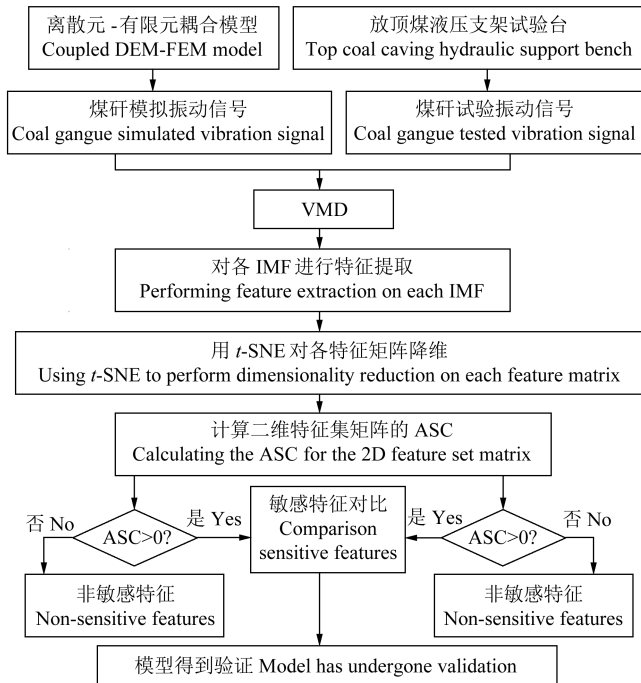 离散元-有限元耦合模型
Coupled DEM-FEM model
放顶煤液压支架试验台
Top coal caving hydraulic support bench
煤矸模拟振动信号
Coal gangue simulated vibration signal
煤矸试验振动信号
Coal gangue tested vibration signal
VMD
对各 IMF 进行特征提取
Performing feature extraction on each IMF
用 t-SNE 对各特征矩阵降维
Using t-SNE to perform dimensionality reduction on each feature matrix
计算二维特征集矩阵的 ASC
Calculating the ASC for the 2D feature set matrix
否 No
ASC>0?
是 Yes
敏感特征对比
Comparison
sensitive features
是 Yes
ASC>0?
否 No
非敏感特征
Non-sensitive features
非敏感特征
Non-sensitive features
模型得到验证 Model has undergone validation